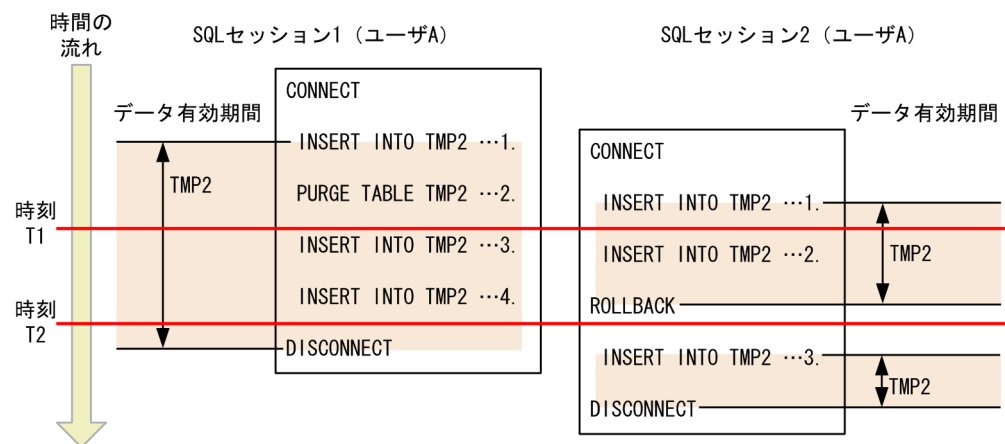 時間の
流れ
SQLセッション1（ユーザA）
SQLセッション2（ユーザA）
データ有効期間
CONNECT
INSERT INTO TMP2 …1.
TMP2
PURGE TABLE TMP2 …2.
時刻
T1
INSERT INTO TMP2 …3.
INSERT INTO TMP2 …4.
時刻
T2
DISCONNECT
データ有効期間
CONNECT
INSERT INTO TMP2 …1.
INSERT INTO TMP2 …2.
TMP2
ROLLBACK
INSERT INTO TMP2 …3.
TMP2
DISCONNECT